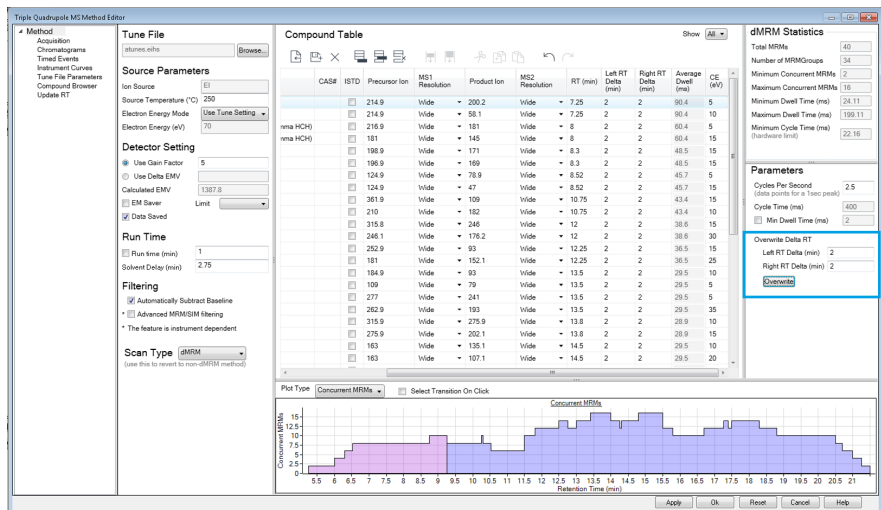 Triple Quadrupole MS Method Editor
Method
Acquisition
Chromatograms
Timed Events
Instrument Curves
Tune File Parameters
Compound Browser
Update RT
Tune File
atunes.eihs Browse...
Source Parameters
Ion Source EI
Source Temperature (°C) 250
Electron Energy Mode Use Tune Setting
Electron Energy (eV) 70
Detector Setting
Use Gain Factor 5
Use Delta EMV
Calculated EMV 1387.8
EM Saver Limit
Data Saved
Run Time
Run time (min) 1
Solvent Delay (min) 2.75
Filtering
Automatically Subtract Baseline
* Advanced MRM/SIM filtering
* The feature is instrument dependent
Scan Type dMRM
(use this to revert to non-dMRM method)
Compound Table Show All
CAS# ISTD Precursor Ion MS1 Resolution Product Ion MS2 Resolution RT (min) Left RT Delta (min) Right RT Delta (min) Average Dwell (ms) CE (eV)
214.9 Wide 200.2 Wide 7.25 2 2 90.4 5
214.9 Wide 58.1 Wide 7.25 2 2 90.4 10
nma HCH) 216.9 Wide 181 Wide 8 2 2 60.4 5
nma HCH) 181 Wide 145 Wide 8 2 2 60.4 15
198.9 Wide 171 Wide 8.3 2 2 48.5 15
196.9 Wide 169 Wide 8.3 2 2 48.5 15
124.9 Wide 78.9 Wide 8.52 2 2 45.7 5
124.9 Wide 47 Wide 8.52 2 2 45.7 15
361.9 Wide 109 Wide 10.75 2 2 43.4 15
210 Wide 182 Wide 10.75 2 2 43.4 10
315.8 Wide 246 Wide 12 2 2 38.6 15
246.1 Wide 176.2 Wide 12 2 2 38.6 30
252.9 Wide 93 Wide 12.25 2 2 36.5 15
181 Wide 152.1 Wide 12.25 2 2 36.5 25
184.9 Wide 93 Wide 13.5 2 2 29.5 10
109 Wide 79 Wide 13.5 2 2 29.5 5
277 Wide 241 Wide 13.5 2 2 29.5 5
262.9 Wide 193 Wide 13.5 2 2 29.5 35
315.9 Wide 275.9 Wide 13.8 2 2 28.9 10
275.9 Wide 202.1 Wide 13.8 2 2 28.9 15
163 Wide 135.1 Wide 14.5 2 2 29.5 10
163 Wide 107.1 Wide 14.5 2 2 29.5 20
dMRM Statistics
Total MRMs 40
Number of MRMGroups 34
Minimum Concurrent MRMs 2
Maximum Concurrent MRMs 16
Minimum Dwell Time (ms) 24.11
Maximum Dwell Time (ms) 199.11
Minimum Cycle Time (ms) 22.16
(hardware limit)
Parameters
Cycles Per Second 2.5
(data points for a 1sec peak)
Cycle Time (ms) 400
Min Dwell Time (ms) 2
Overwrite Delta RT
Left RT Delta (min) 2
Right RT Delta (min) 2
Overwrite
Plot Type Concurrent MRMs Select Transition On Click
Concurrent MRMs
Concurrent MRMs
15
12.5
10
7.5
5
2.5
0
5.5 6 6.5 7 7.5 8 8.5 9 9.5 10 10.5 11 11.5 12 12.5 13 13.5 14 14.5 15 15.5 16 16.5 17 17.5 18 18.5 19 19.5 20 20.5 21
Retention Time (min)
Apply Ok Reset Cancel Help